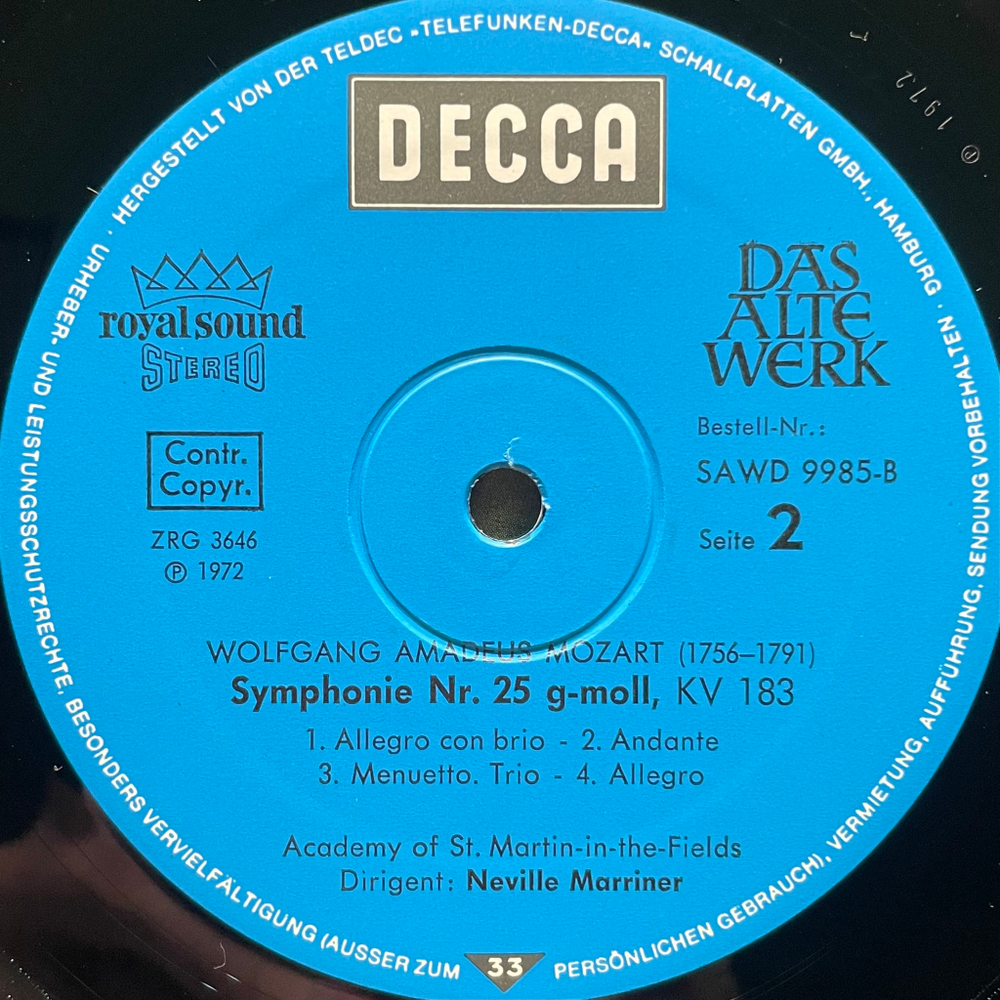 HERGESTELLT VON DER TELDEC »TELEFUNKEN-DECCA« SCHALLPLATTEN GMBH., HAMBURG · URHEBER- UND LEISTUNGSSCHUTZRECHTE, BESONDERS VERVIELFÄLTIGUNG (AUSSER ZUM PERSÖNLICHEN GEBRAUCH), VERMIETUNG, AUFFÜHRUNG, SENDUNG VORBEHALTEN ·
DECCA
℗ 1972
royal sound
STEREO
DAS
ALTE
WERK
Contr.
Copyr.
Bestell-Nr.:
SAWD 9985-B
ZRG 3646
℗ 1972
Seite 2
WOLFGANG AMADEUS MOZART (1756–1791)
Symphonie Nr. 25 g-moll, KV 183
1. Allegro con brio - 2. Andante
3. Menuetto. Trio - 4. Allegro
Academy of St. Martin-in-the-Fields
Dirigent: Neville Marriner
33